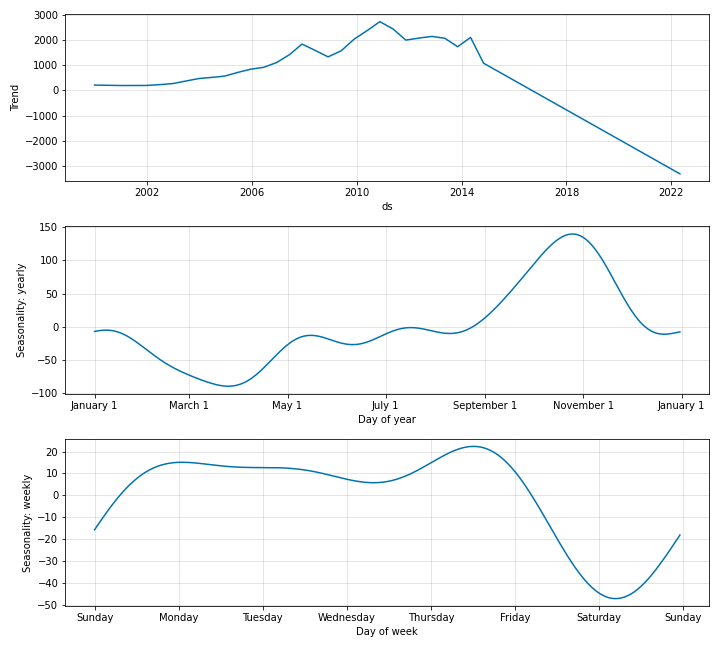 3000
2000
1000
0
−1000
−2000
−3000
Trend
2002 2006 2010 2014 2018 2022
ds
150
100
50
0
−50
−100
Seasonality: yearly
January 1 March 1 May 1 July 1 September 1 November 1 January 1
Day of year
20
10
0
−10
−20
−30
−40
−50
Seasonality: weekly
Sunday Monday Tuesday Wednesday Thursday Friday Saturday Sunday
Day of week